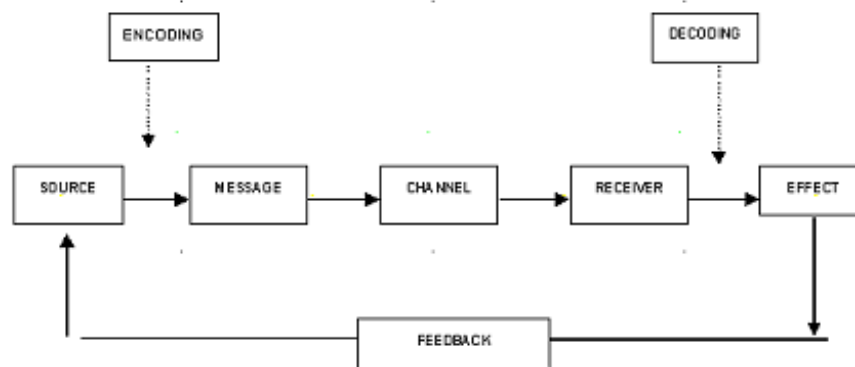 ENCODING
DECODING
SOURCE
MESSAGE
CHANNEL
RECEIVER
EFFECT
FEEDBACK